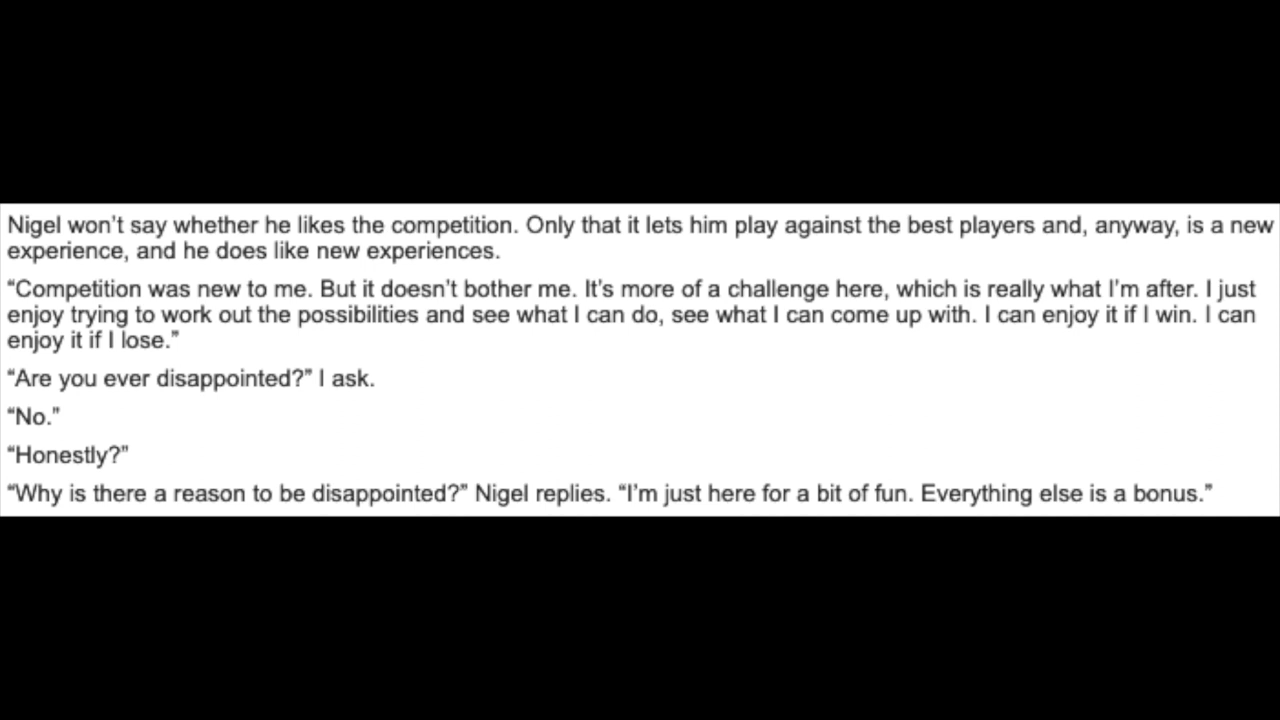 Nigel won’t say whether he likes the competition. Only that it lets him play against the best players and, anyway, is a new
experience, and he does like new experiences.
“Competition was new to me. But it doesn’t bother me. It’s more of a challenge here, which is really what I’m after. I just
enjoy trying to work out the possibilities and see what I can do, see what I can come up with. I can enjoy it if I win. I can
enjoy it if I lose.”
“Are you ever disappointed?” I ask.
“No.”
“Honestly?”
“Why is there a reason to be disappointed?” Nigel replies. “I’m just here for a bit of fun. Everything else is a bonus.”